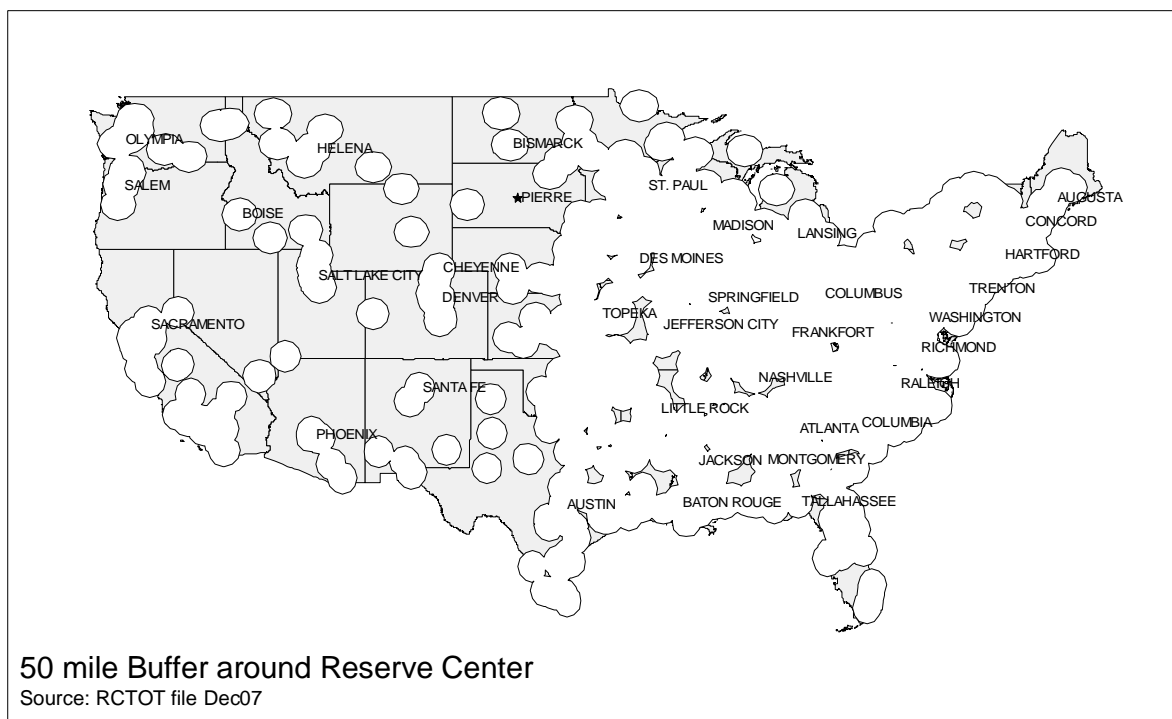 OLYMPIA
HELENA
BISMARCK
SALEM
ST. PAUL
PIERRE
AUGUSTA
BOISE
MADISON
LANSING
CONCORD
HARTFORD
SALT LAKE CITY
CHEYENNE
DES MOINES
DENVER
SPRINGFIELD
COLUMBUS
TRENTON
SACRAMENTO
TOPEKA
JEFFERSON CITY
FRANKFORT
WASHINGTON
RICHMOND
SANTA FE
NASHVILLE
RALEIGH
LITTLE ROCK
PHOENIX
ATLANTA
COLUMBIA
JACKSON
MONTGOMERY
AUSTIN
BATON ROUGE
TALLAHASSEE
50 mile Buffer around Reserve Center
Source: RCTOT file Dec07